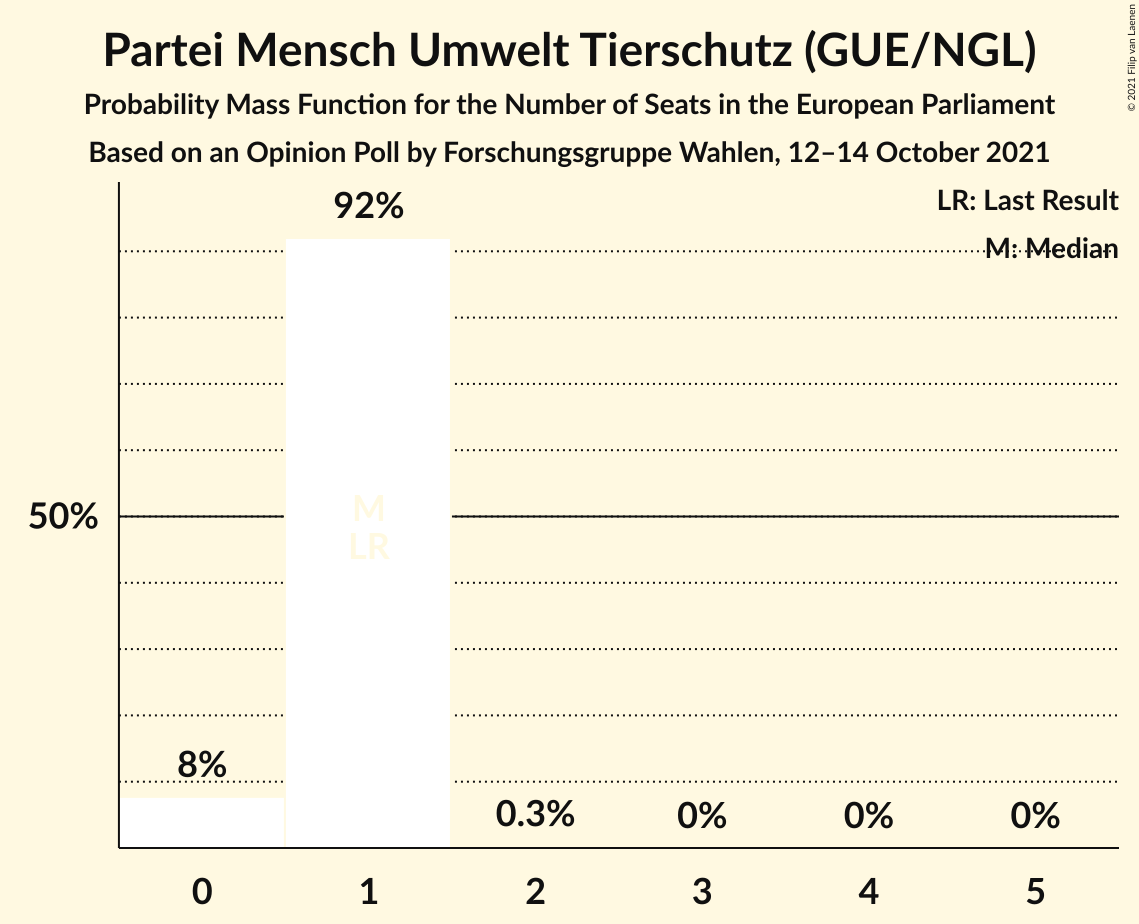 Partei Mensch Umwelt Tierschutz (GUE/NGL)
Probability Mass Function for the Number of Seats in the European Parliament
Based on an Opinion Poll by Forschungsgruppe Wahlen, 12–14 October 2021
© 2021 Filip van Laenen
LR: Last Result
M: Median
92%
50%
M
LR
8%
0.3%
0%
0%
0%
0 1 2 3 4 5